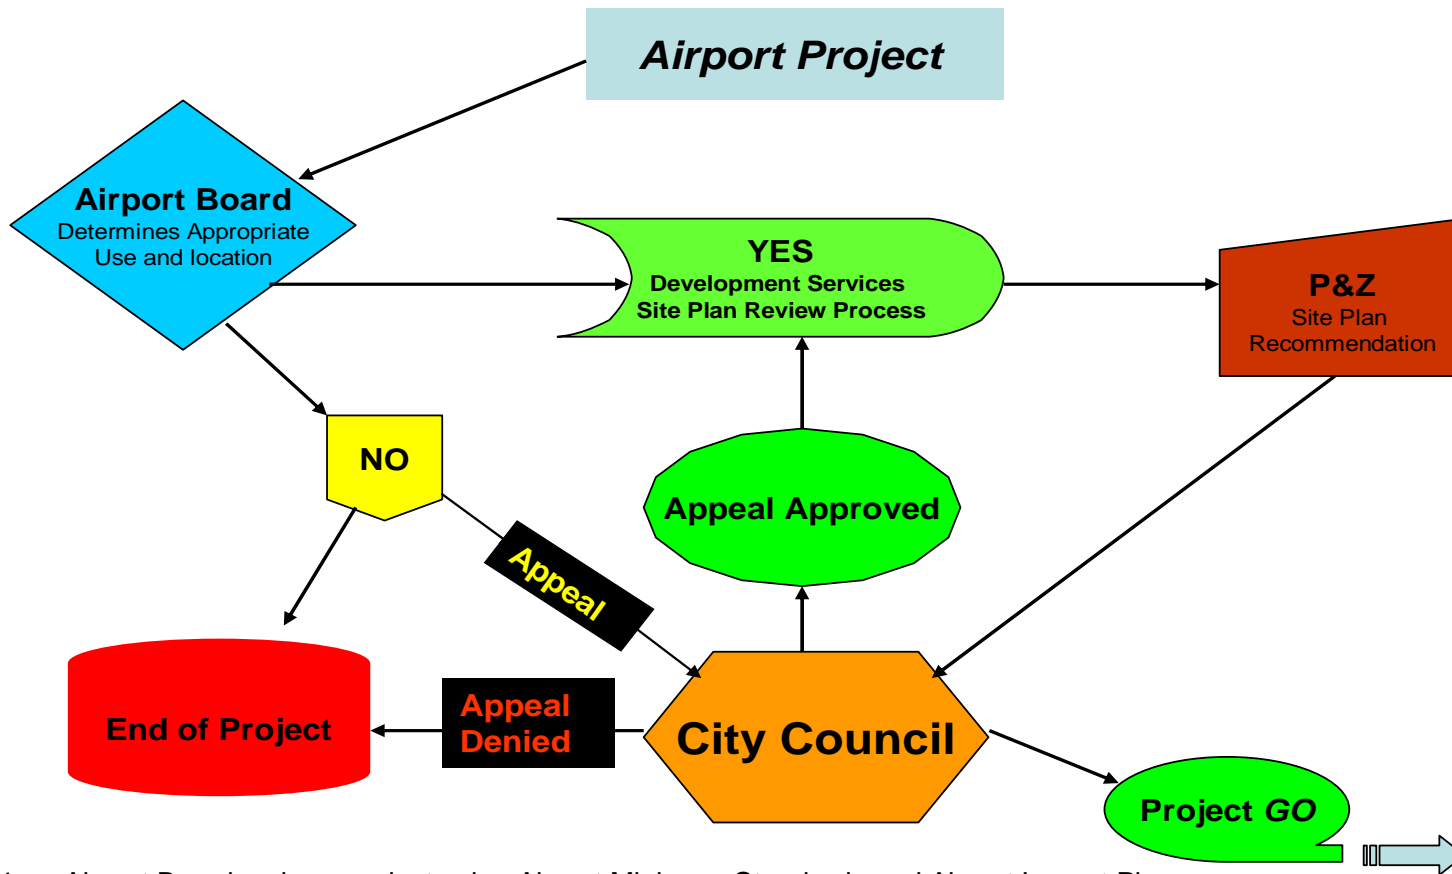 Airport Project
Airport Board
Determines Appropriate
Use and location
YES
Development Services
Site Plan Review Process
P&Z
Site Plan
Recommendation
NO
Appeal Approved
Appeal
End of Project
Appeal
Denied
City Council
Project GO